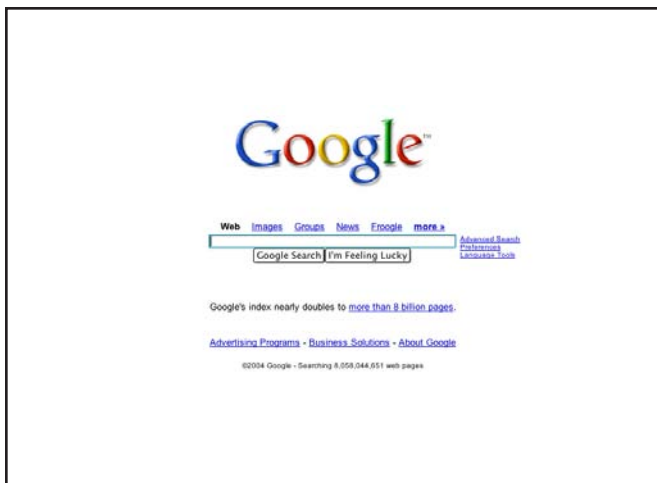 Google™
Web Images Groups News Froogle more »
Advanced Search
Preferences
Language Tools
Google Search I'm Feeling Lucky
Google's index nearly doubles to more than 8 billion pages.
Advertising Programs - Business Solutions - About Google
©2004 Google - Searching 8,058,044,651 web pages